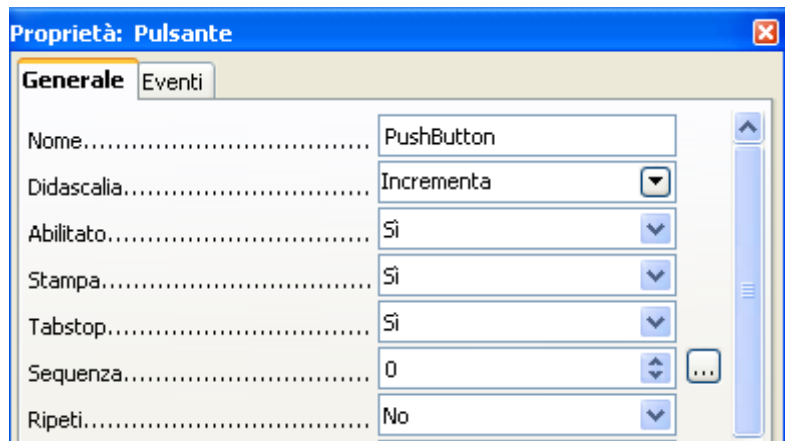 Proprietà: Pulsante
Generale Eventi
Nome.................................. PushButton
Didascalia.............................. Incrementa
Abilitato................................ Sì
Stampa................................ Sì
Tabstop................................ Sì
Sequenza.............................. 0 ...
Ripeti.................................. No